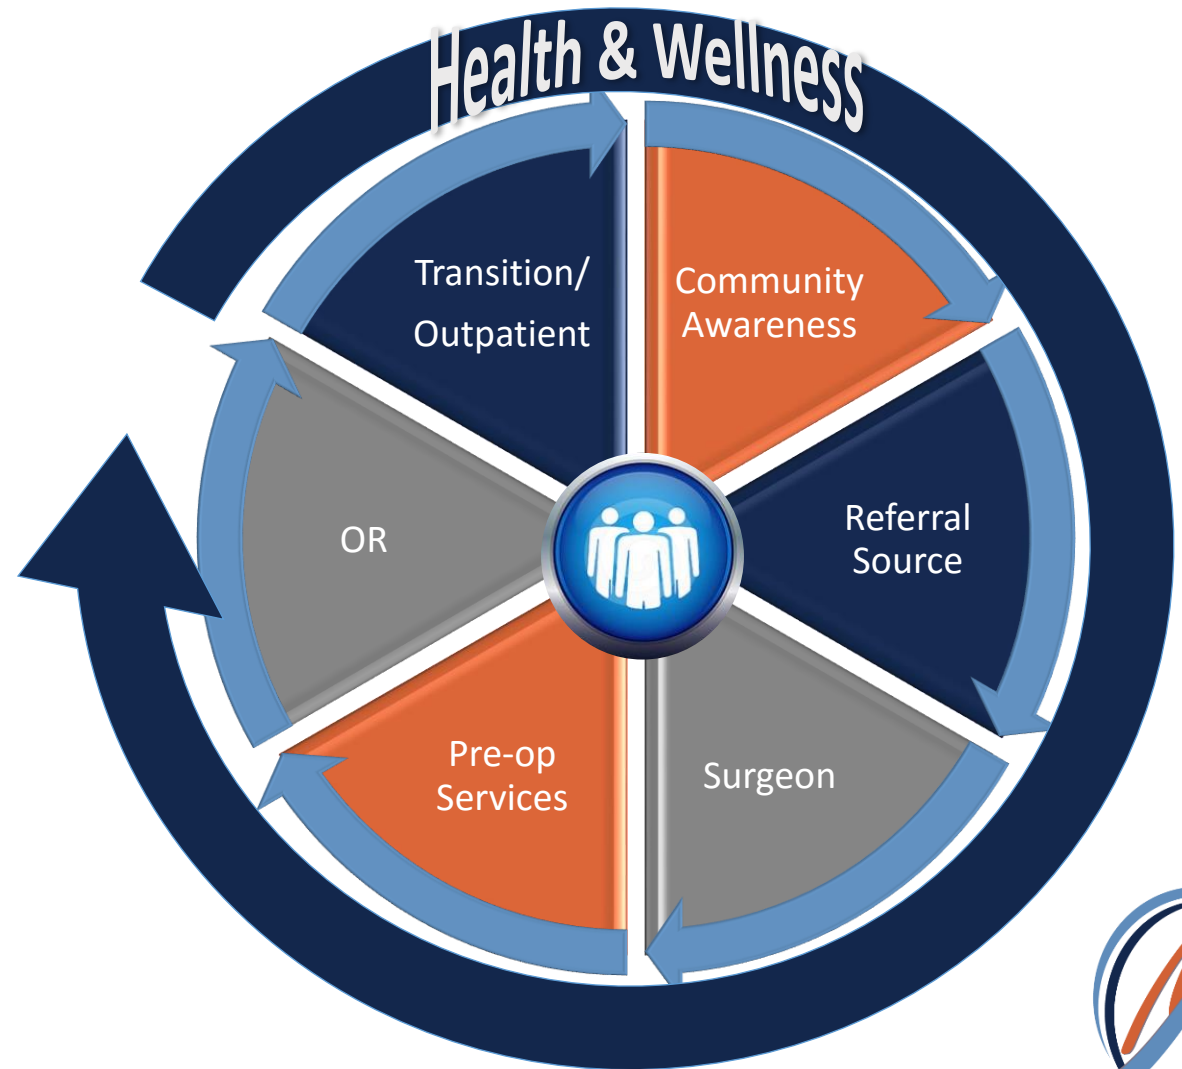 Health & Wellness
Transition/
Outpatient
Community
Awareness
Referral
Source
OR
Pre-op
Services
Surgeon